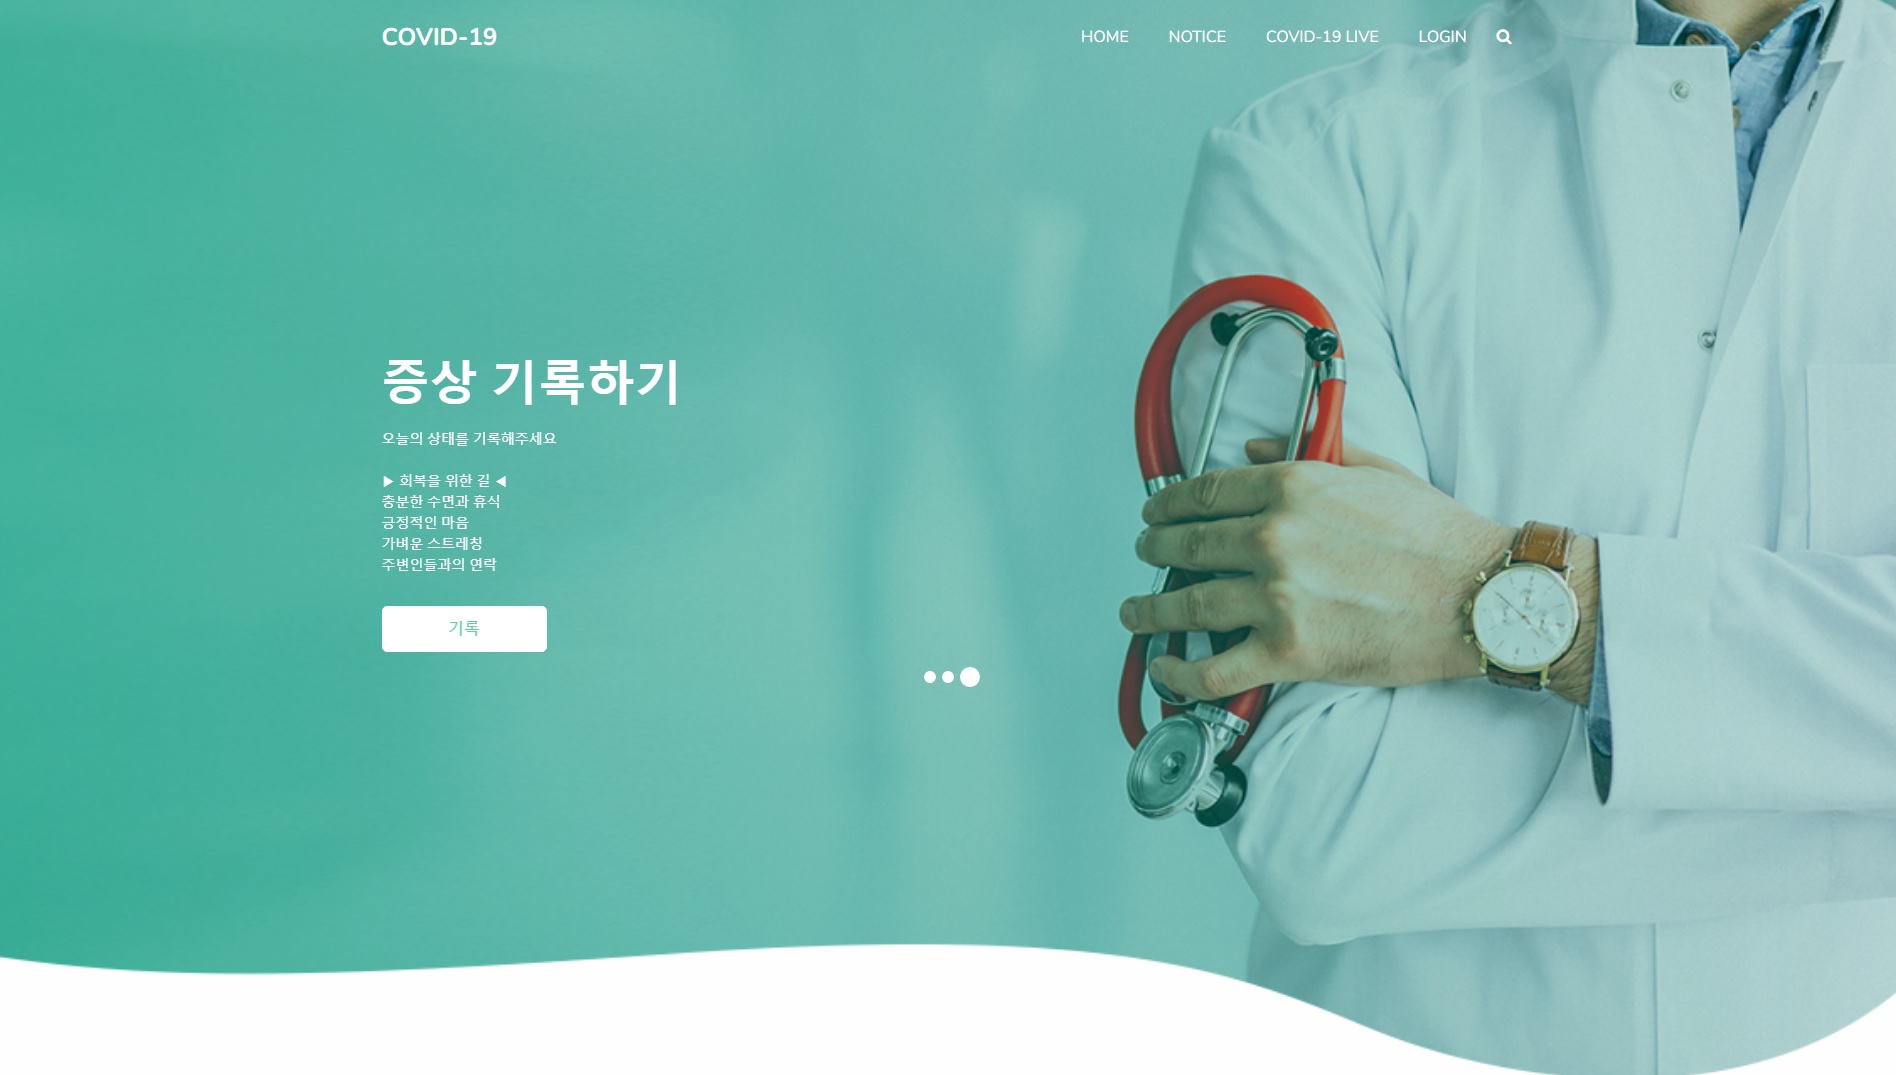 COVID-19
HOME NOTICE COVID-19 LIVE LOGIN
증상 기록하기
오늘의 상태를 기록해주세요
▶ 회복을 위한 길 ◀
충분한 수면과 휴식
긍정적인 마음
가벼운 스트레칭
주변인들과의 연락
기록